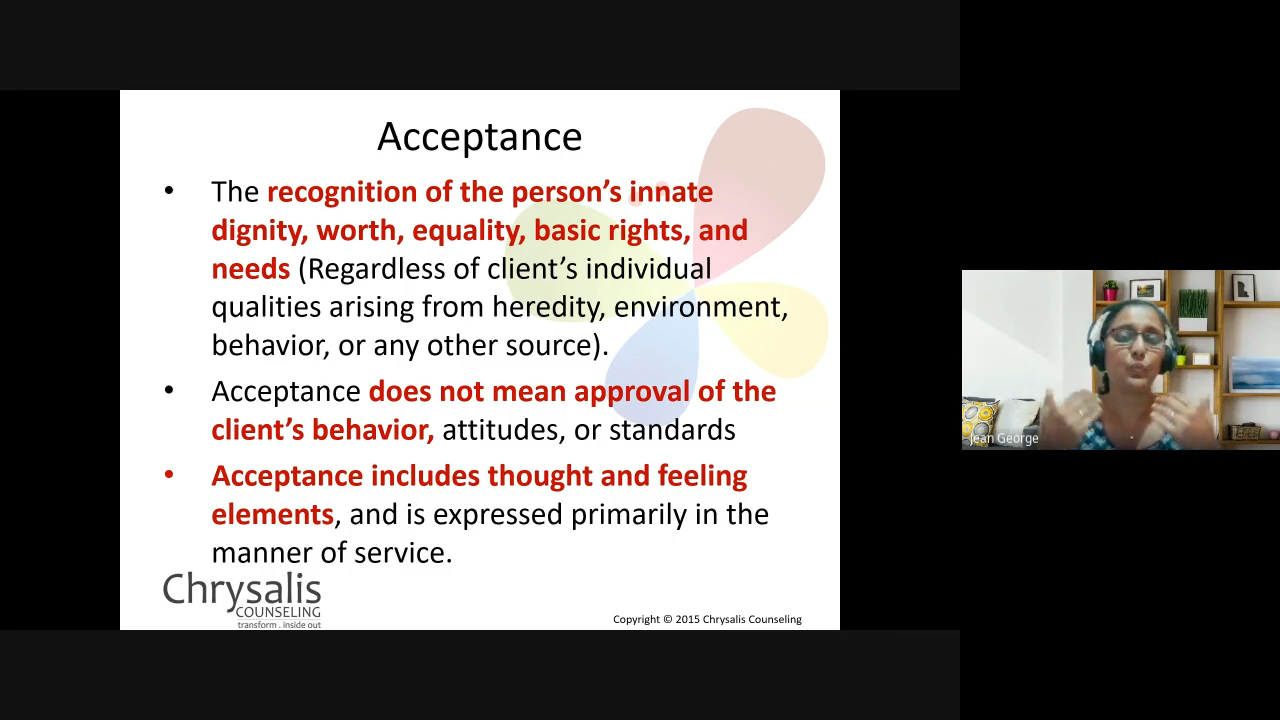 Acceptance
• The recognition of the person’s innate
dignity, worth, equality, basic rights, and
needs (Regardless of client’s individual
qualities arising from heredity, environment,
behavior, or any other source).
• Acceptance does not mean approval of the
client’s behavior, attitudes, or standards
• Acceptance includes thought and feeling
elements, and is expressed primarily in the
manner of service.
Chrysalis
COUNSELING
transform . inside out
Copyright © 2015 Chrysalis Counseling
Jean George